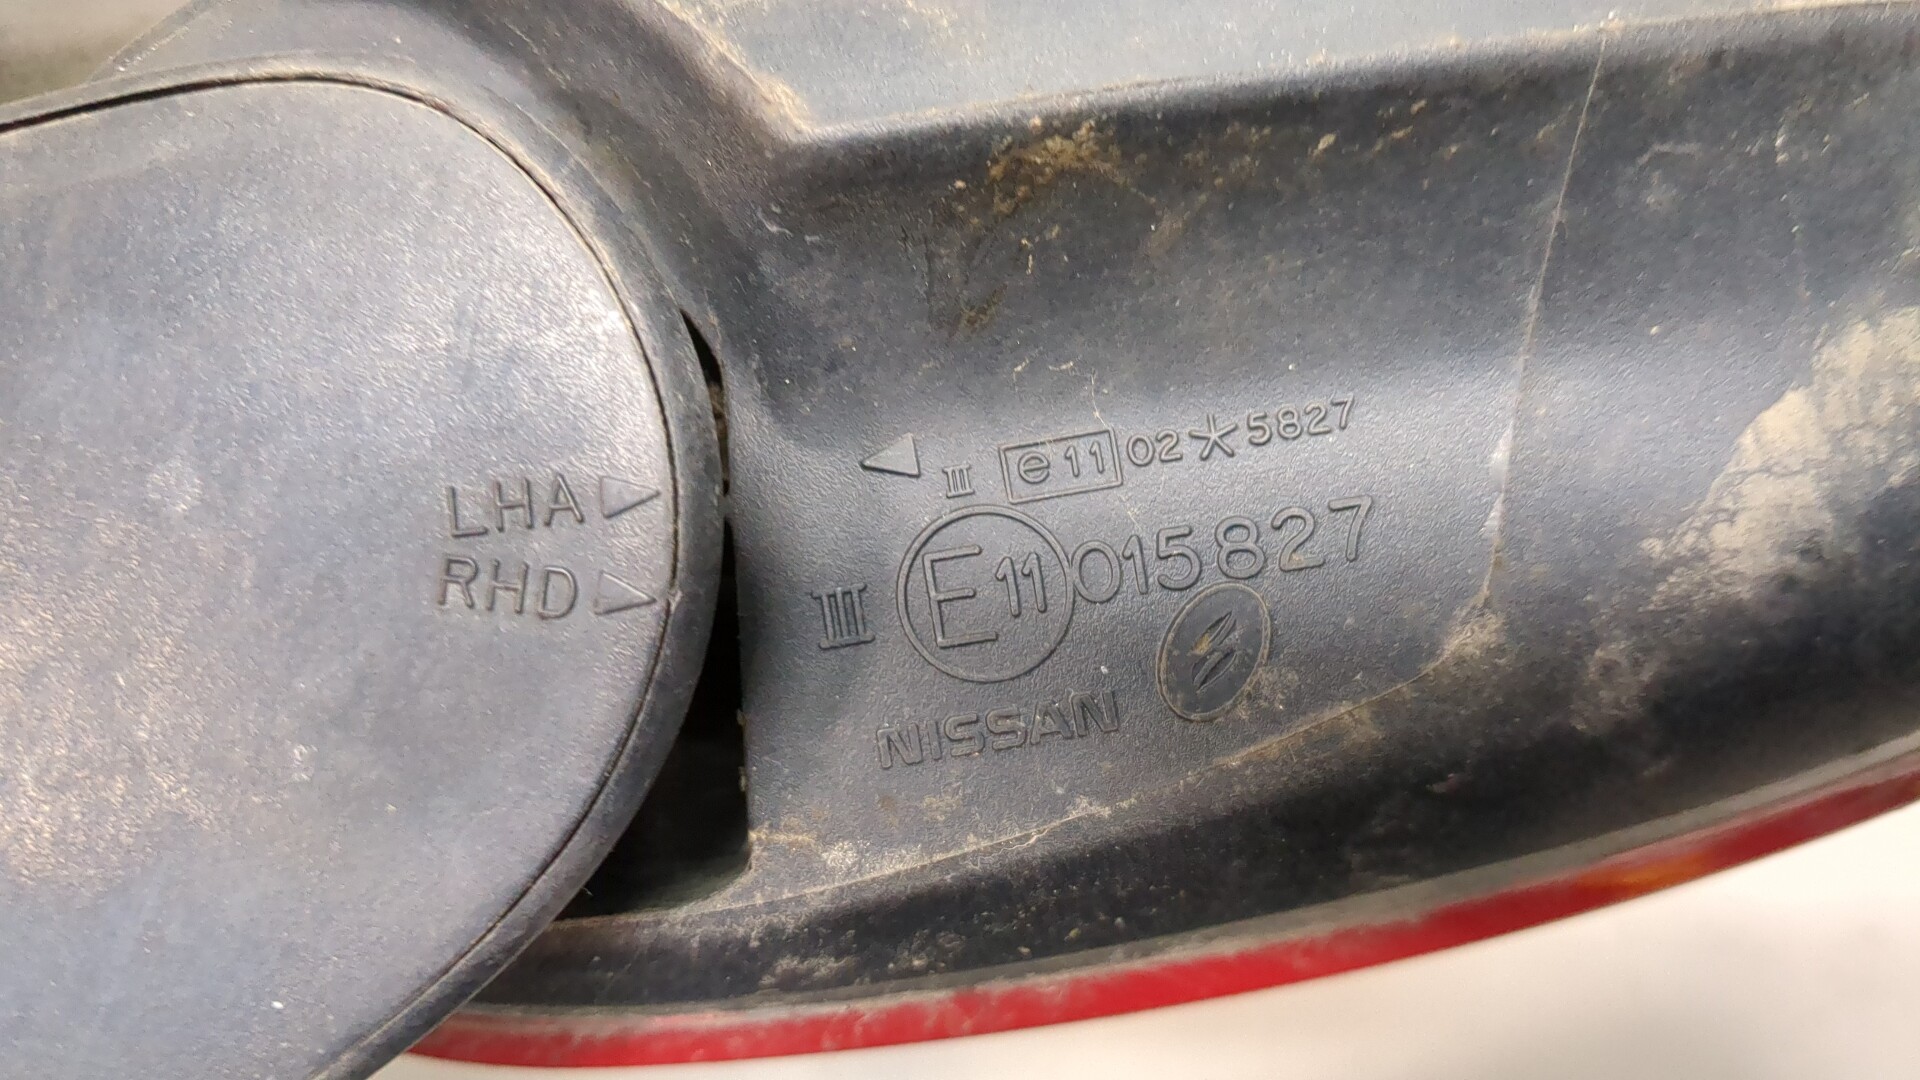 LHA
RHD
III e11 02*5827
III E11 015827
NISSAN